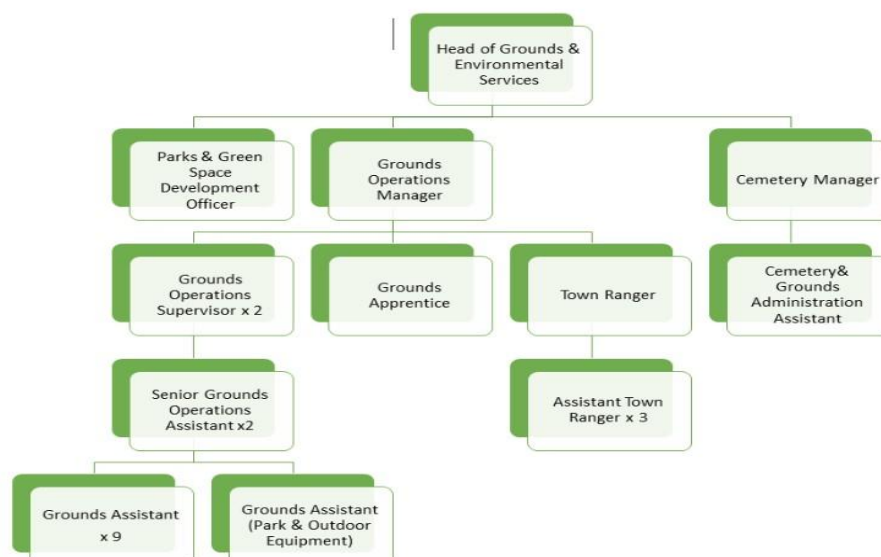 Head of Grounds &
Environmental
Services
Parks & Green
Space
Development
Officer
Grounds
Operations
Manager
Cemetery Manager
Grounds
Operations
Supervisor x 2
Grounds
Apprentice
Town Ranger
Cemetery&
Grounds
Administration
Assistant
Senior Grounds
Operations
Assistant x2
Assistant Town
Ranger x 3
Grounds Assistant
x 9
Grounds Assistant
(Park & Outdoor
Equipment)